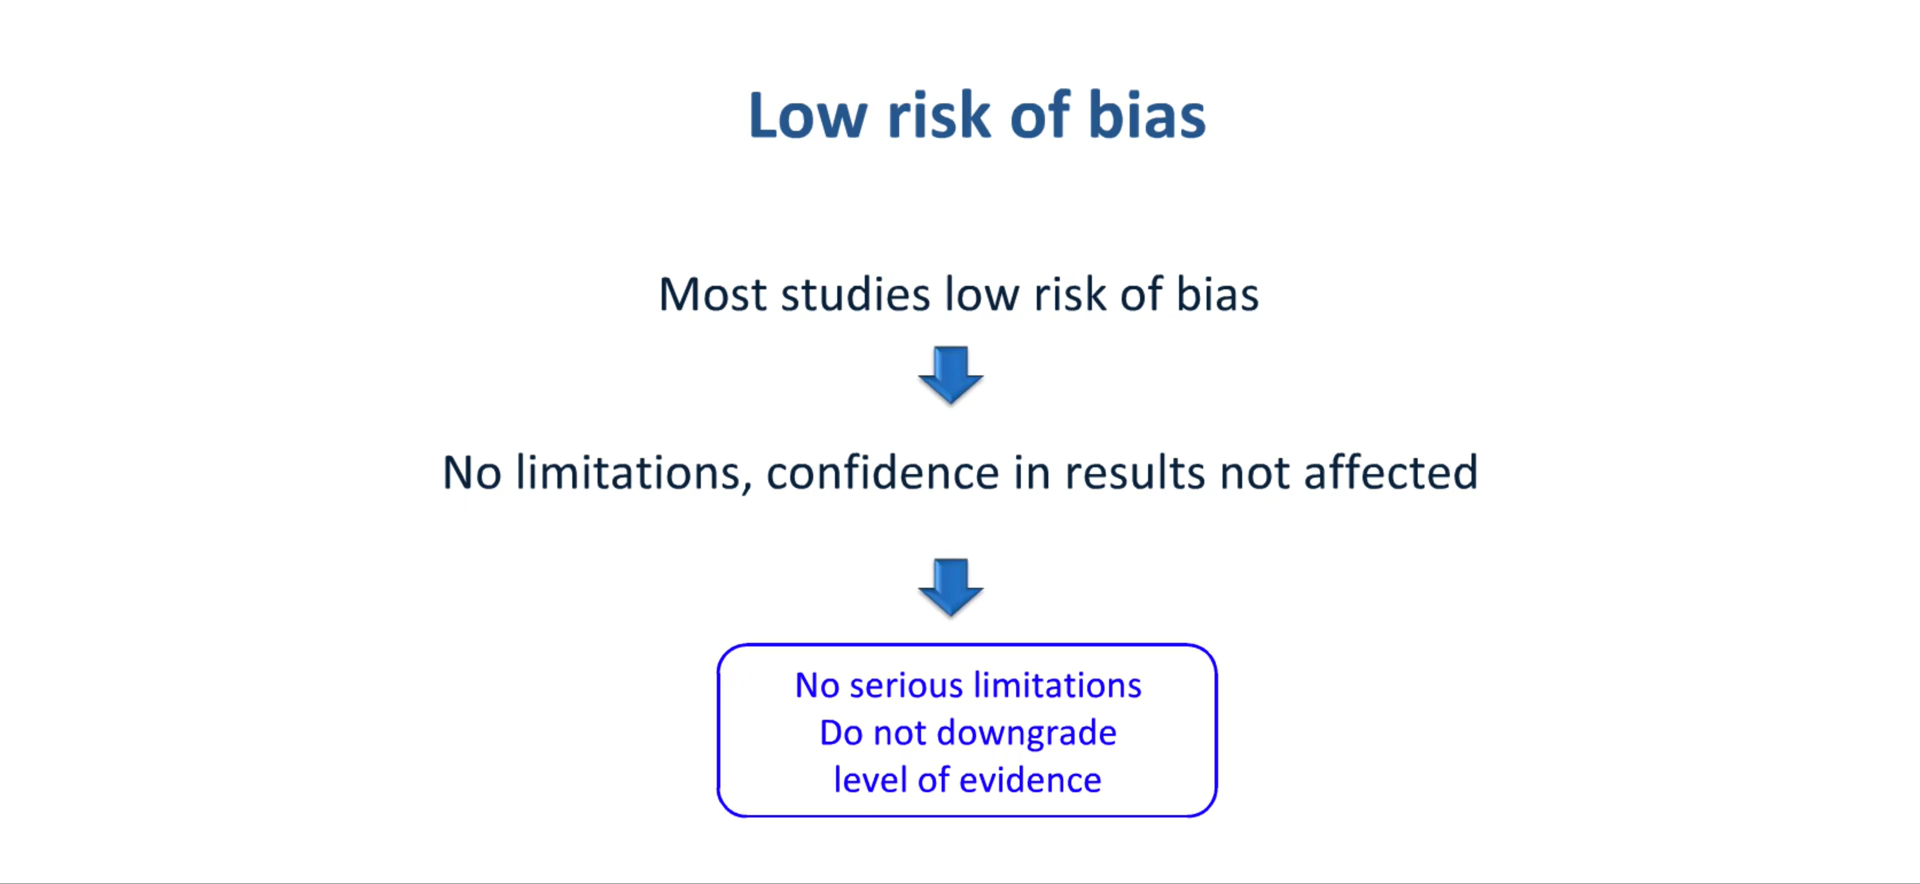 Low risk of bias
Most studies low risk of bias
No limitations, confidence in results not affected
No serious limitations
Do not downgrade
level of evidence